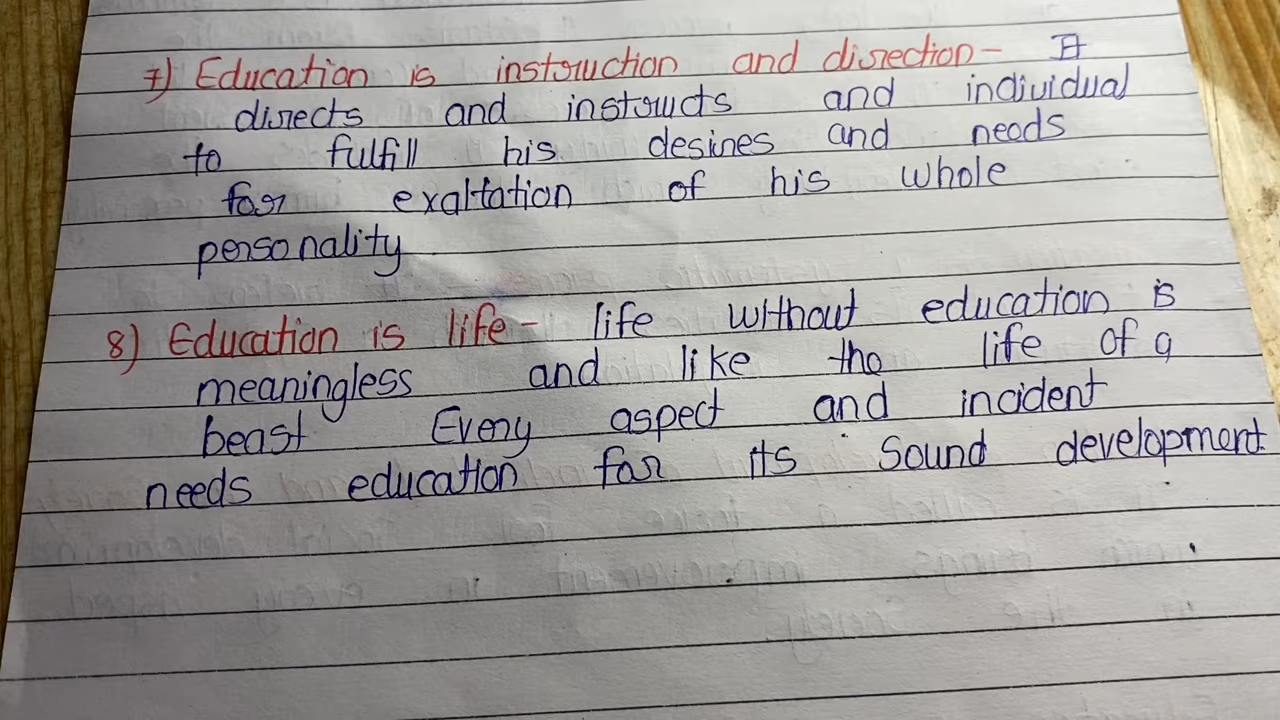 7) Education is instruction and direction - It
directs and instructs and individual
to fulfill his desires and needs
for exaltation of his whole
personality
8) Education is life - life without education is
meaningless and like the life of a
beast Every aspect and incident
needs education for its sound development